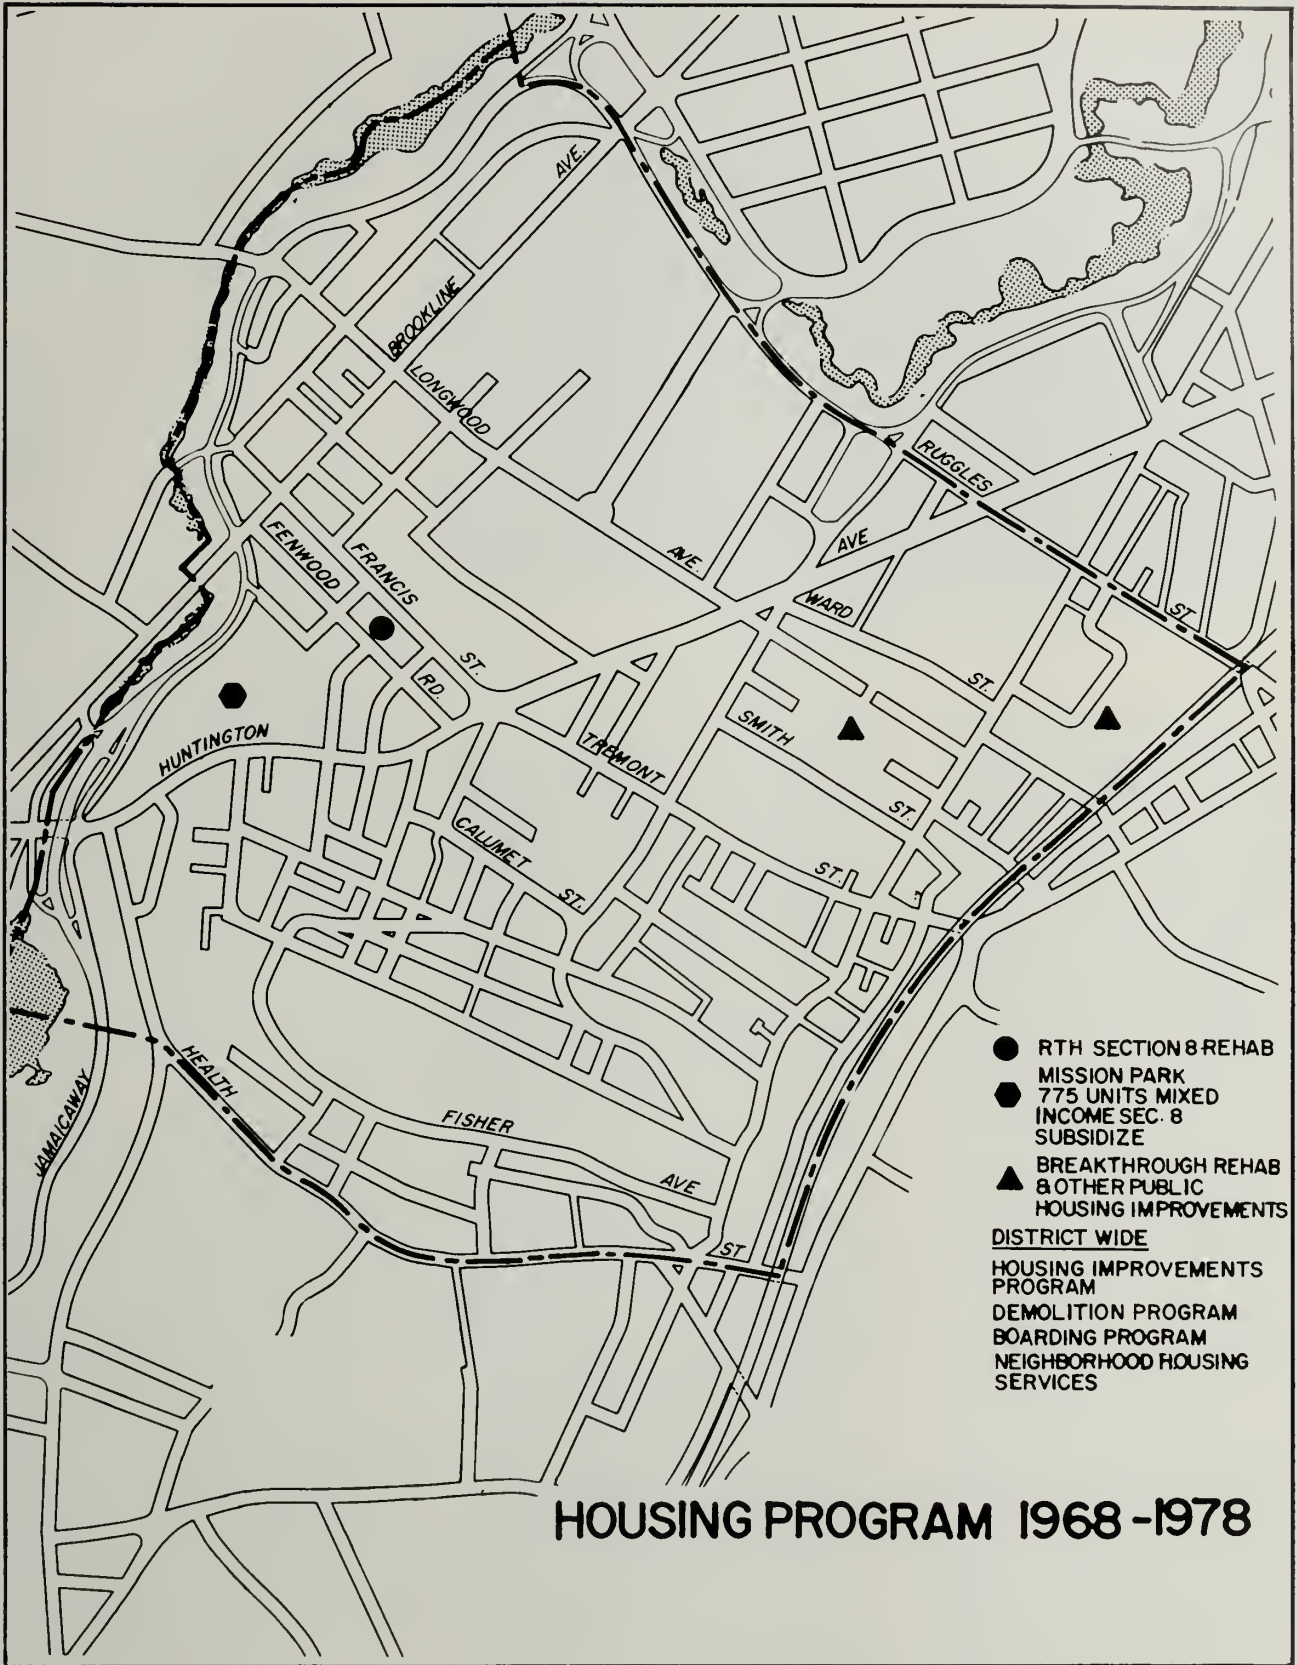 AVE.
BROOKLINE
LONGWOOD
RUGGLES
FENWOOD
FRANCIS
AVE.
AVE
WARD
ST
ST.
RD.
ST.
HUNTINGTON
TREMONT
SMITH
ST.
CALUMET
ST.
ST.
HEALTH
JAMAICAWAY
FISHER
AVE
ST
RTH SECTION 8 REHAB
MISSION PARK
775 UNITS MIXED
INCOME SEC. 8
SUBSIDIZE
BREAKTHROUGH REHAB
& OTHER PUBLIC
HOUSING IMPROVEMENTS
DISTRICT WIDE
HOUSING IMPROVEMENTS
PROGRAM
DEMOLITION PROGRAM
BOARDING PROGRAM
NEIGHBORHOOD HOUSING
SERVICES
HOUSING PROGRAM 1968-1978